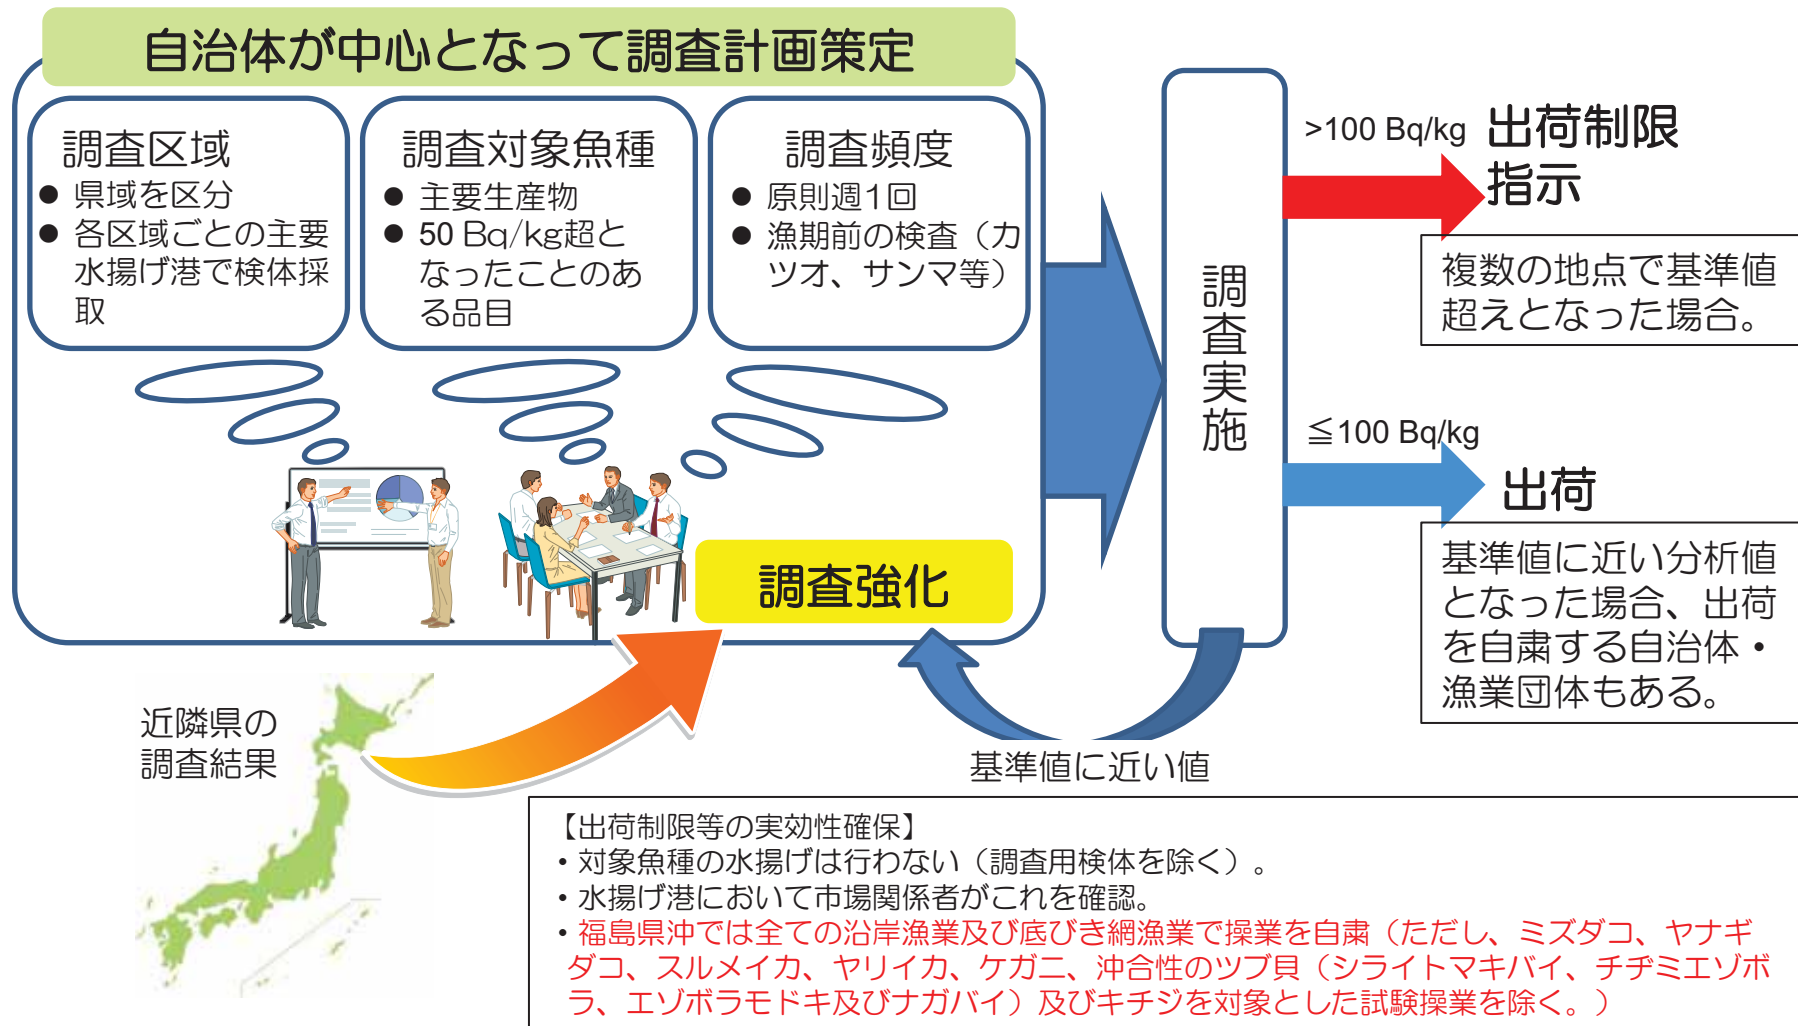 自治体が中心となって調査計画策定
調査区域
● 県域を区分
● 各区域ごとの主要
水揚げ港で検体採
取
調査対象魚種
● 主要生産物
● 50 Bq/kg超と
なったことのあ
る品目
調査頻度
● 原則週1回
● 漁期前の検査（カ
ツオ、サンマ等）
調査強化
調査実施
>100 Bq/kg
出荷制限
指示
複数の地点で基準値
超えとなった場合。
≦100 Bq/kg
出荷
基準値に近い分析値
となった場合、出荷
を自粛する自治体・
漁業団体もある。
近隣県の
調査結果
基準値に近い値
【出荷制限等の実効性確保】
・対象魚種の水揚げは行わない（調査用検体を除く）。
・水揚げ港において市場関係者がこれを確認。
・福島県沖では全ての沿岸漁業及び底びき網漁業で操業を自粛（ただし、ミズダコ、ヤナギ
ダコ、スルメイカ、ヤリイカ、ケガニ、沖合性のツブ貝（シライトマキバイ、チヂミエゾボ
ラ、エゾボラモドキ及びナガバイ）及びキチジを対象とした試験操業を除く。）